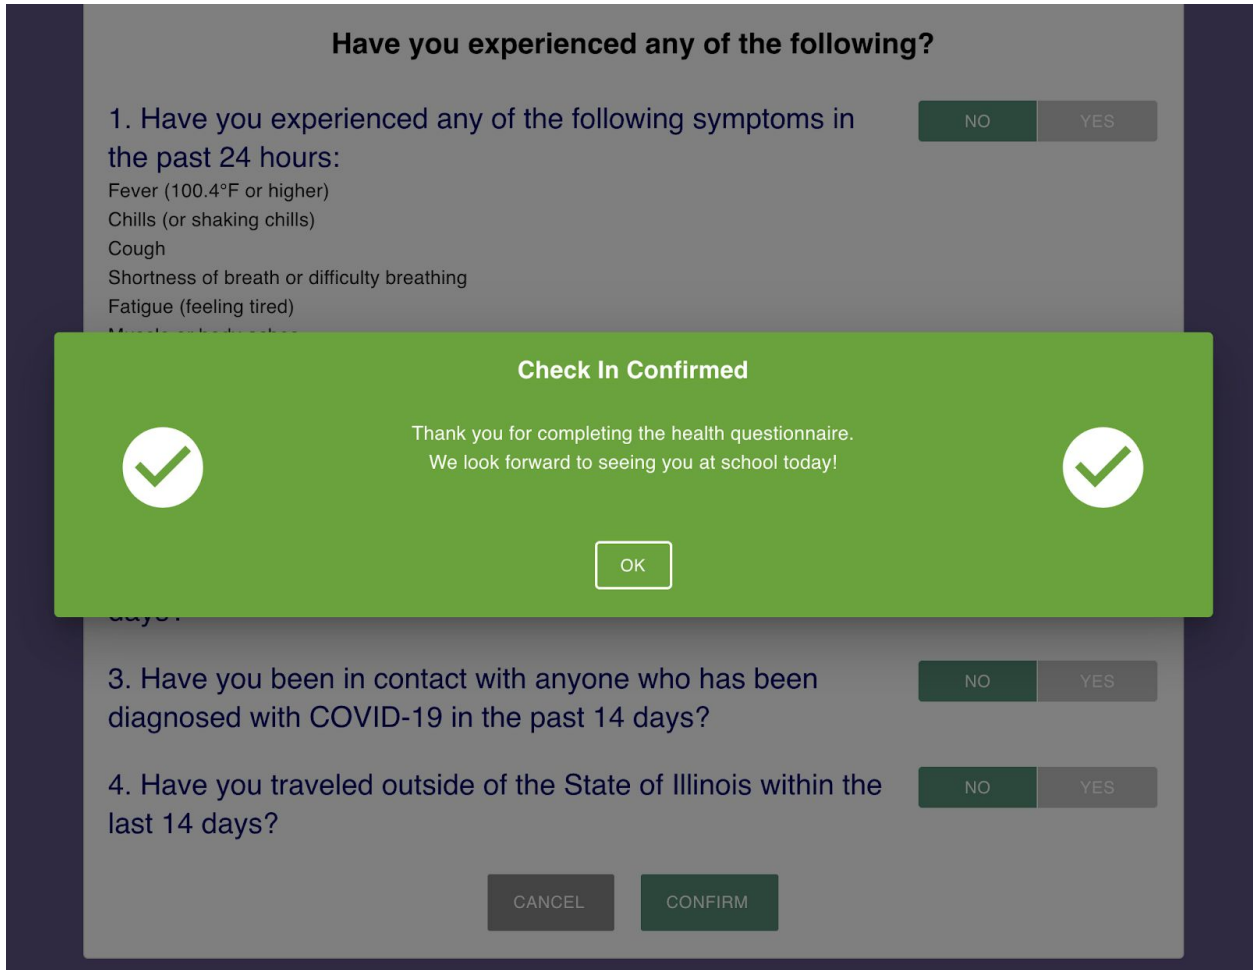 Have you experienced any of the following?
1. Have you experienced any of the following symptoms in
the past 24 hours:
NO YES
Fever (100.4°F or higher)
Chills (or shaking chills)
Cough
Shortness of breath or difficulty breathing
Fatigue (feeling tired)
Muscle or body aches
Check In Confirmed
Thank you for completing the health questionnaire.
We look forward to seeing you at school today!
OK
days?
3. Have you been in contact with anyone who has been
diagnosed with COVID-19 in the past 14 days?
NO YES
4. Have you traveled outside of the State of Illinois within the
last 14 days?
NO YES
CANCEL CONFIRM